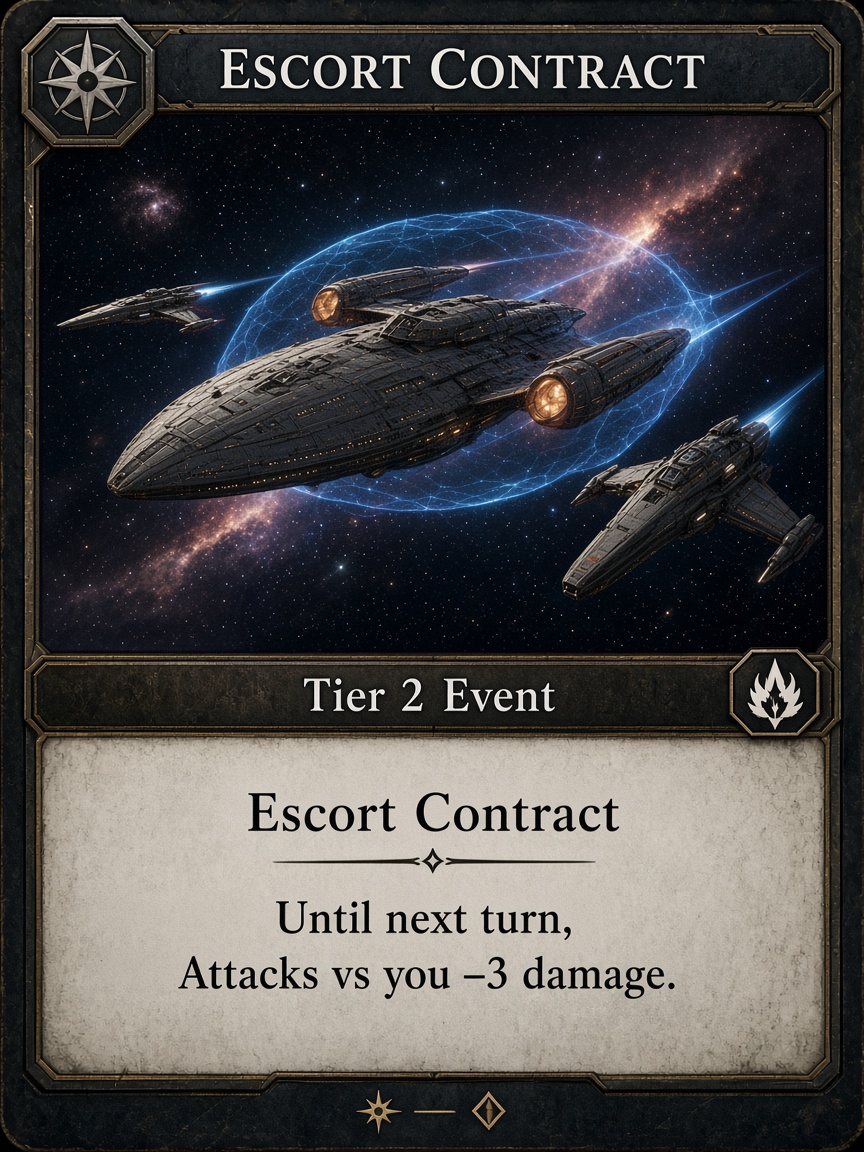 Escort Contract
Tier 2 Event
Escort Contract
Until next turn,
Attacks vs you –3 damage.